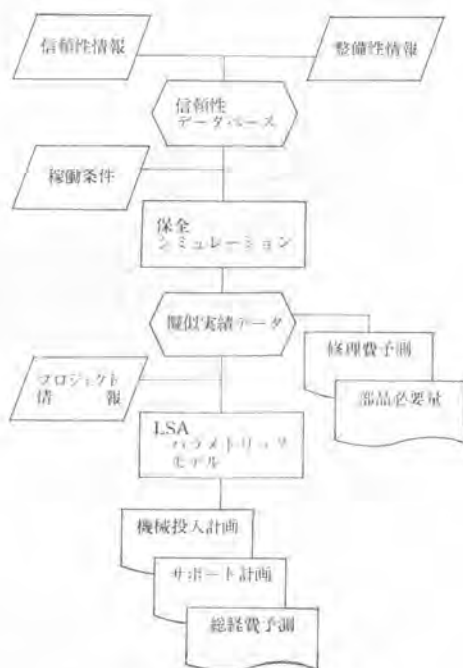 信頼性情報
整備性情報
信頼性
データベース
稼働条件
保全
シミュレーション
擬似実績データ
修理費予測
部品必要量
プロジェクト
情 報
LSA
パラメトリック
モデル
機械投入計画
サポート計画
総経費予測